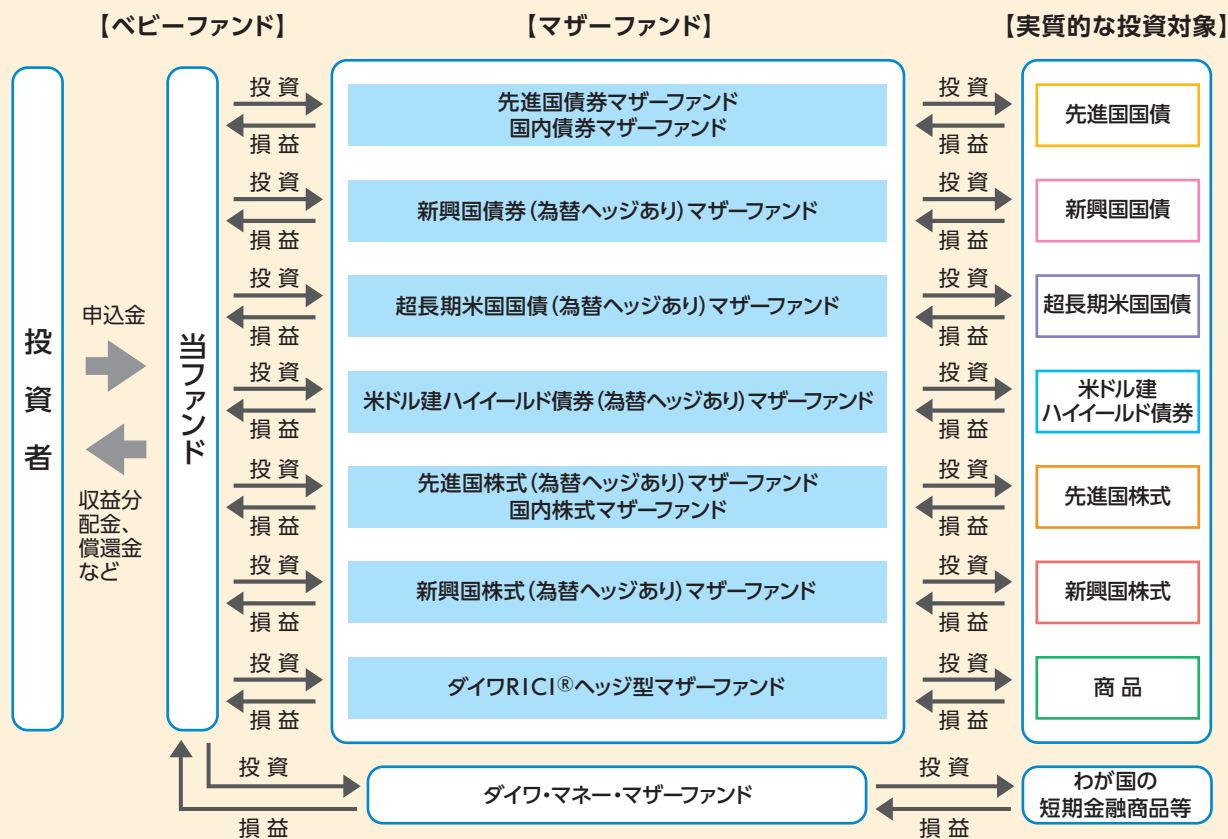 【ベビーファンド】
【マザーファンド】
【実質的な投資対象】
投資者
申込金
収益分
配金、
償還金
など
当ファンド
投資
損益
先進国債券マザーファンド
国内債券マザーファンド
投資
損益
先進国国債
投資
損益
新興国債券(為替ヘッジあり)マザーファンド
投資
損益
新興国国債
投資
損益
超長期米国国債(為替ヘッジあり)マザーファンド
投資
損益
超長期米国国債
投資
損益
米ドル建ハイイールド債券(為替ヘッジあり)マザーファンド
投資
損益
米ドル建
ハイイールド債券
投資
損益
先進国株式(為替ヘッジあり)マザーファンド
国内株式マザーファンド
投資
損益
先進国株式
投資
損益
新興国株式(為替ヘッジあり)マザーファンド
投資
損益
新興国株式
投資
損益
ダイワRICI®ヘッジ型マザーファンド
投資
損益
商品
投資
損益
ダイワ・マネー・マザーファンド
投資
損益
わが国の
短期金融商品等